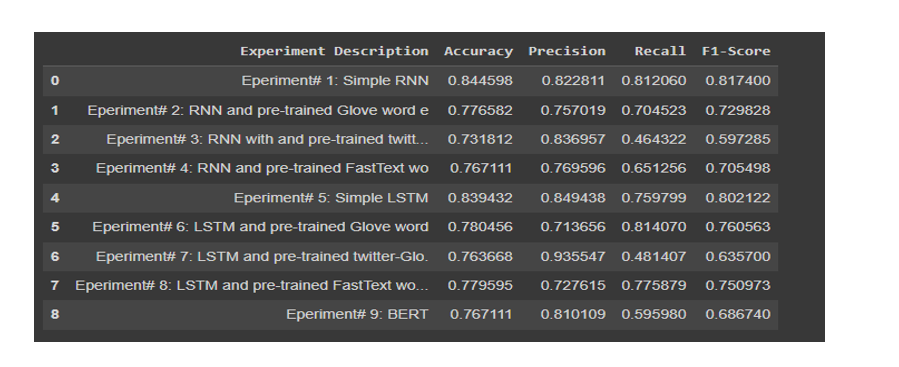 Experiment Description Accuracy Precision Recall F1-Score
0 Eperiment# 1: Simple RNN 0.844598 0.822811 0.812060 0.817400
1 Eperiment# 2: RNN and pre-trained Glove word e 0.776582 0.757019 0.704523 0.729828
2 Eperiment# 3: RNN with and pre-trained twitt... 0.731812 0.836957 0.464322 0.597285
3 Eperiment# 4: RNN and pre-trained FastText wo 0.767111 0.769596 0.651256 0.705498
4 Eperiment# 5: Simple LSTM 0.839432 0.849438 0.759799 0.802122
5 Eperiment# 6: LSTM and pre-trained Glove word 0.780456 0.713656 0.814070 0.760563
6 Eperiment# 7: LSTM and pre-trained twitter-Glo. 0.763668 0.935547 0.481407 0.635700
7 Eperiment# 8: LSTM and pre-trained FastText wo... 0.779595 0.727615 0.775879 0.750973
8 Eperiment# 9: BERT 0.767111 0.810109 0.595980 0.686740